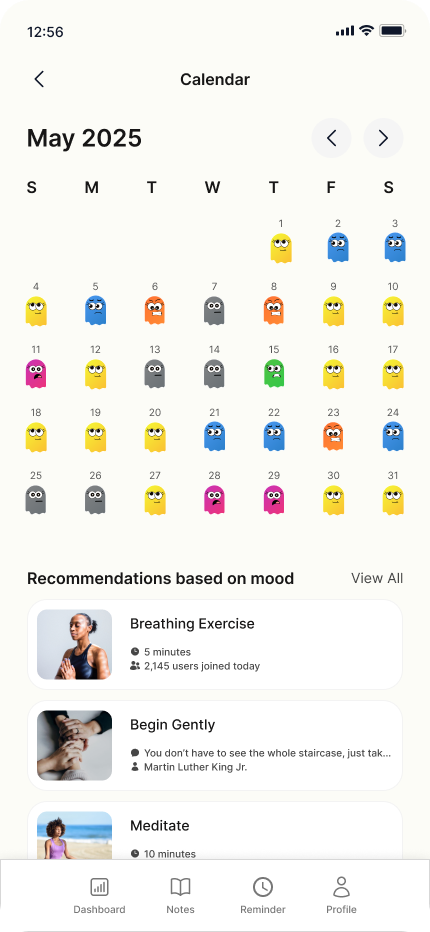 12:56
Calendar
May 2025
S M T W T F S
1 2 3
4 5 6 7 8 9 10
11 12 13 14 15 16 17
18 19 20 21 22 23 24
25 26 27 28 29 30 31
Recommendations based on mood View All
Breathing Exercise
5 minutes
2,145 users joined today
Begin Gently
You don’t have to see the whole staircase, just tak...
Martin Luther King Jr.
Meditate
10 minutes
Dashboard Notes Reminder Profile